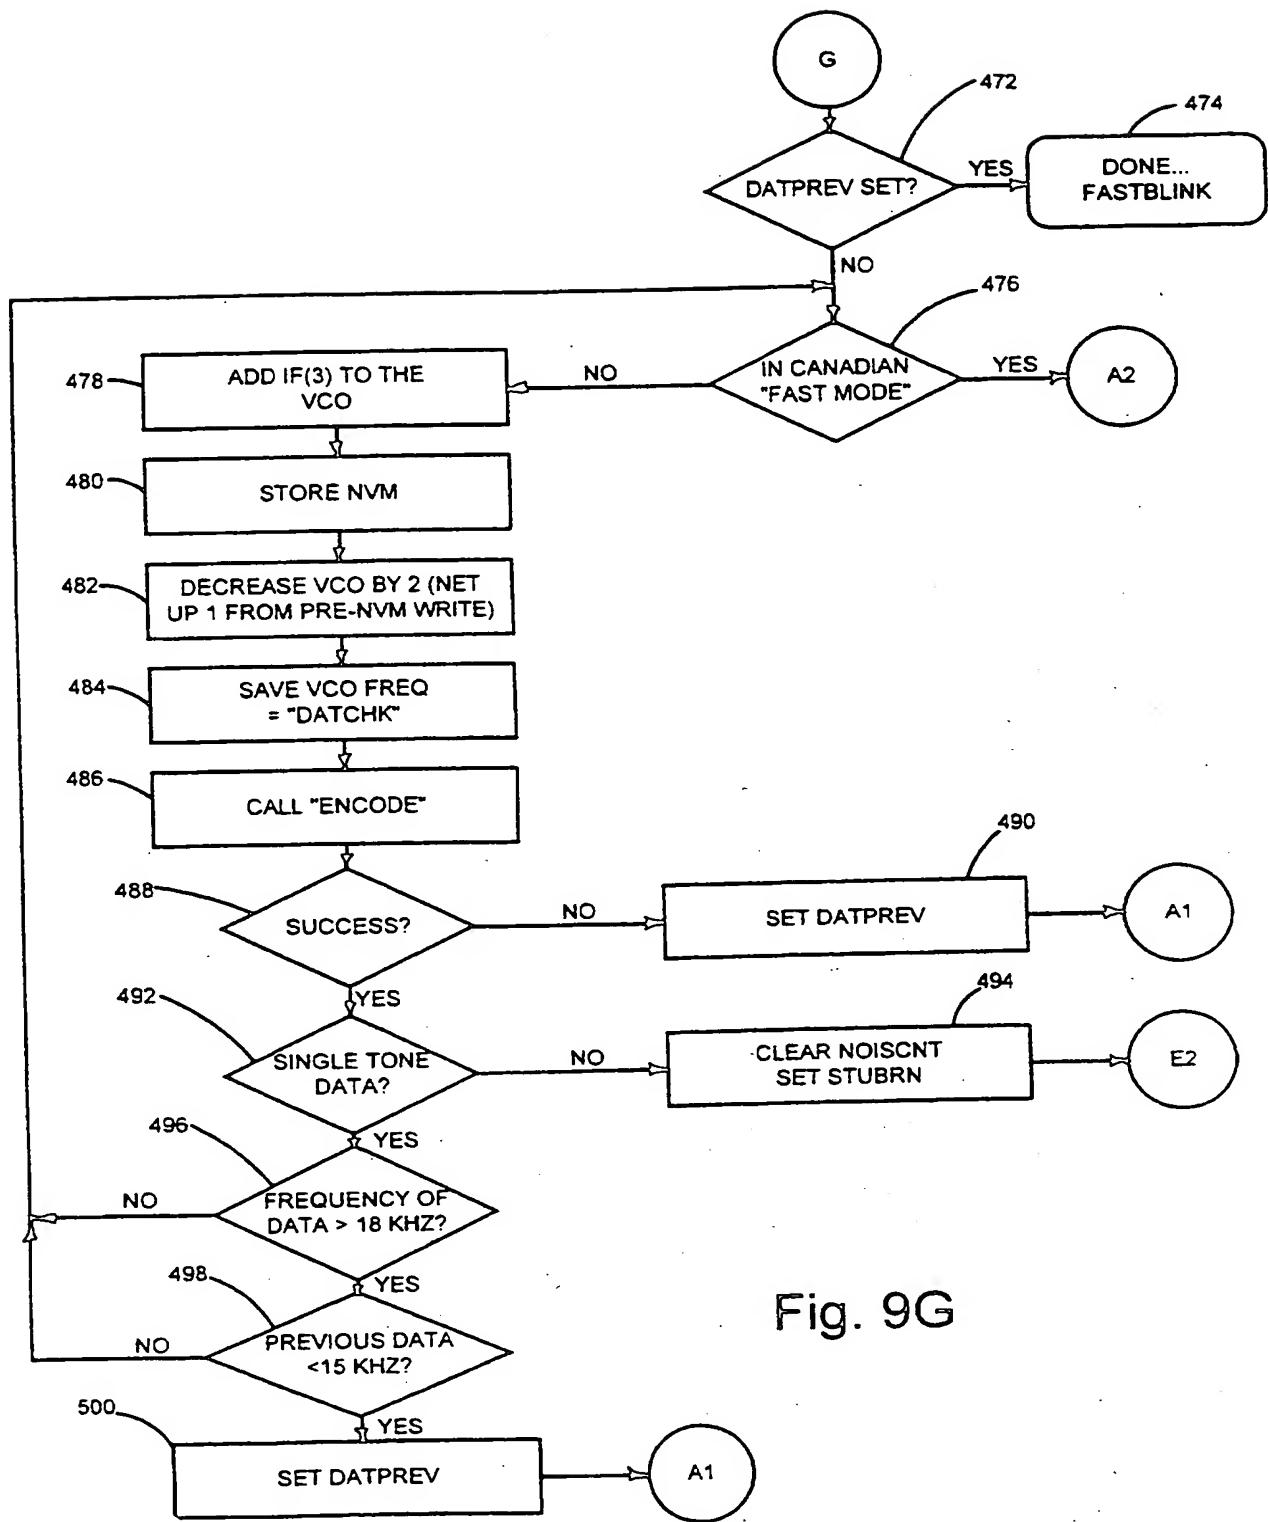 G
472
474
DATPREV SET?
YES
DONE...
FASTBLINK
NO
476
478
ADD IF(3) TO THE
VCO
NO
IN CANADIAN
"FAST MODE"
YES
A2
480
STORE NVM
482
DECREASE VCO BY 2 (NET
UP 1 FROM PRE-NVM WRITE)
484
SAVE VCO FREQ
= "DATCHK"
486
CALL "ENCODE"
488
SUCCESS?
NO
490
SET DATPREV
A1
YES
492
SINGLE TONE
DATA?
NO
494
CLEAR NOISCNT
SET STUBRN
E2
YES
496
NO
FREQUENCY OF
DATA > 18 KHZ?
YES
498
NO
PREVIOUS DATA
<15 KHZ?
Fig. 9G
YES
500
SET DATPREV
A1